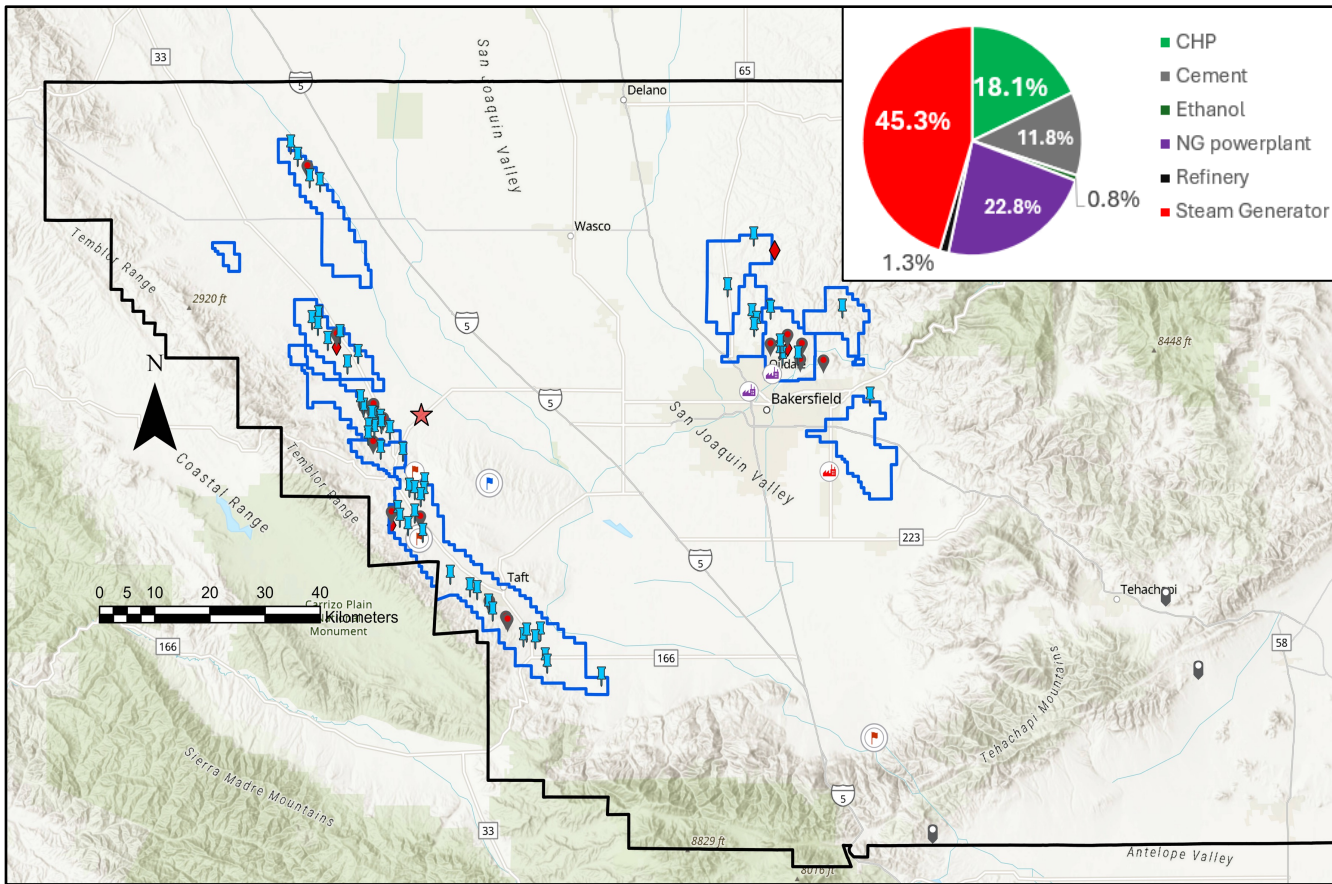 33
5
San Joaquin Valley
65
Delano
18.1%
11.8%
0.8%
22.8%
1.3%
45.3%
CHP
Cement
Ethanol
NG powerplant
Refinery
Steam Generator
Temblor Range
Wasco
2920 ft
5
8448 ft
N
5
Bakersfield
San Joaquin Valley
Coastal Range
Temblor Range
223
5
Taft
Tehachapi
0 5 10 20 30 40
Kilometers
Carrizo Plain
Monument
166
166
58
Tehachapi Mountains
Sierra Madre Mountains
5
33
8829 ft
Antelope Valley
8016 ft